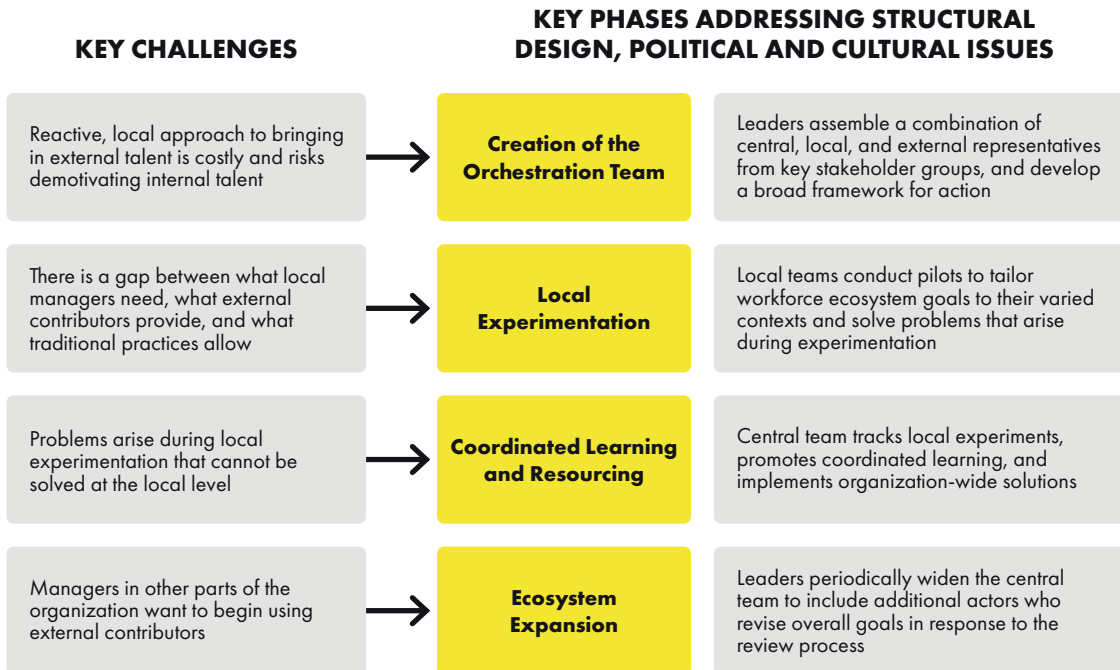 KEY CHALLENGES
KEY PHASES ADDRESSING STRUCTURAL
DESIGN, POLITICAL AND CULTURAL ISSUES
Reactive, local approach to bringing
in external talent is costly and risks
demotivating internal talent
Creation of the
Orchestration Team
Leaders assemble a combination of
central, local, and external representatives
from key stakeholder groups, and develop
a broad framework for action
There is a gap between what local
managers need, what external
contributors provide, and what
traditional practices allow
Local
Experimentation
Local teams conduct pilots to tailor
workforce ecosystem goals to their varied
contexts and solve problems that arise
during experimentation
Problems arise during local
experimentation that cannot be
solved at the local level
Coordinated Learning
and Resourcing
Central team tracks local experiments,
promotes coordinated learning, and
implements organization-wide solutions
Managers in other parts of the
organization want to begin using
external contributors
Ecosystem
Expansion
Leaders periodically widen the central
team to include additional actors who
revise overall goals in response to the
review process